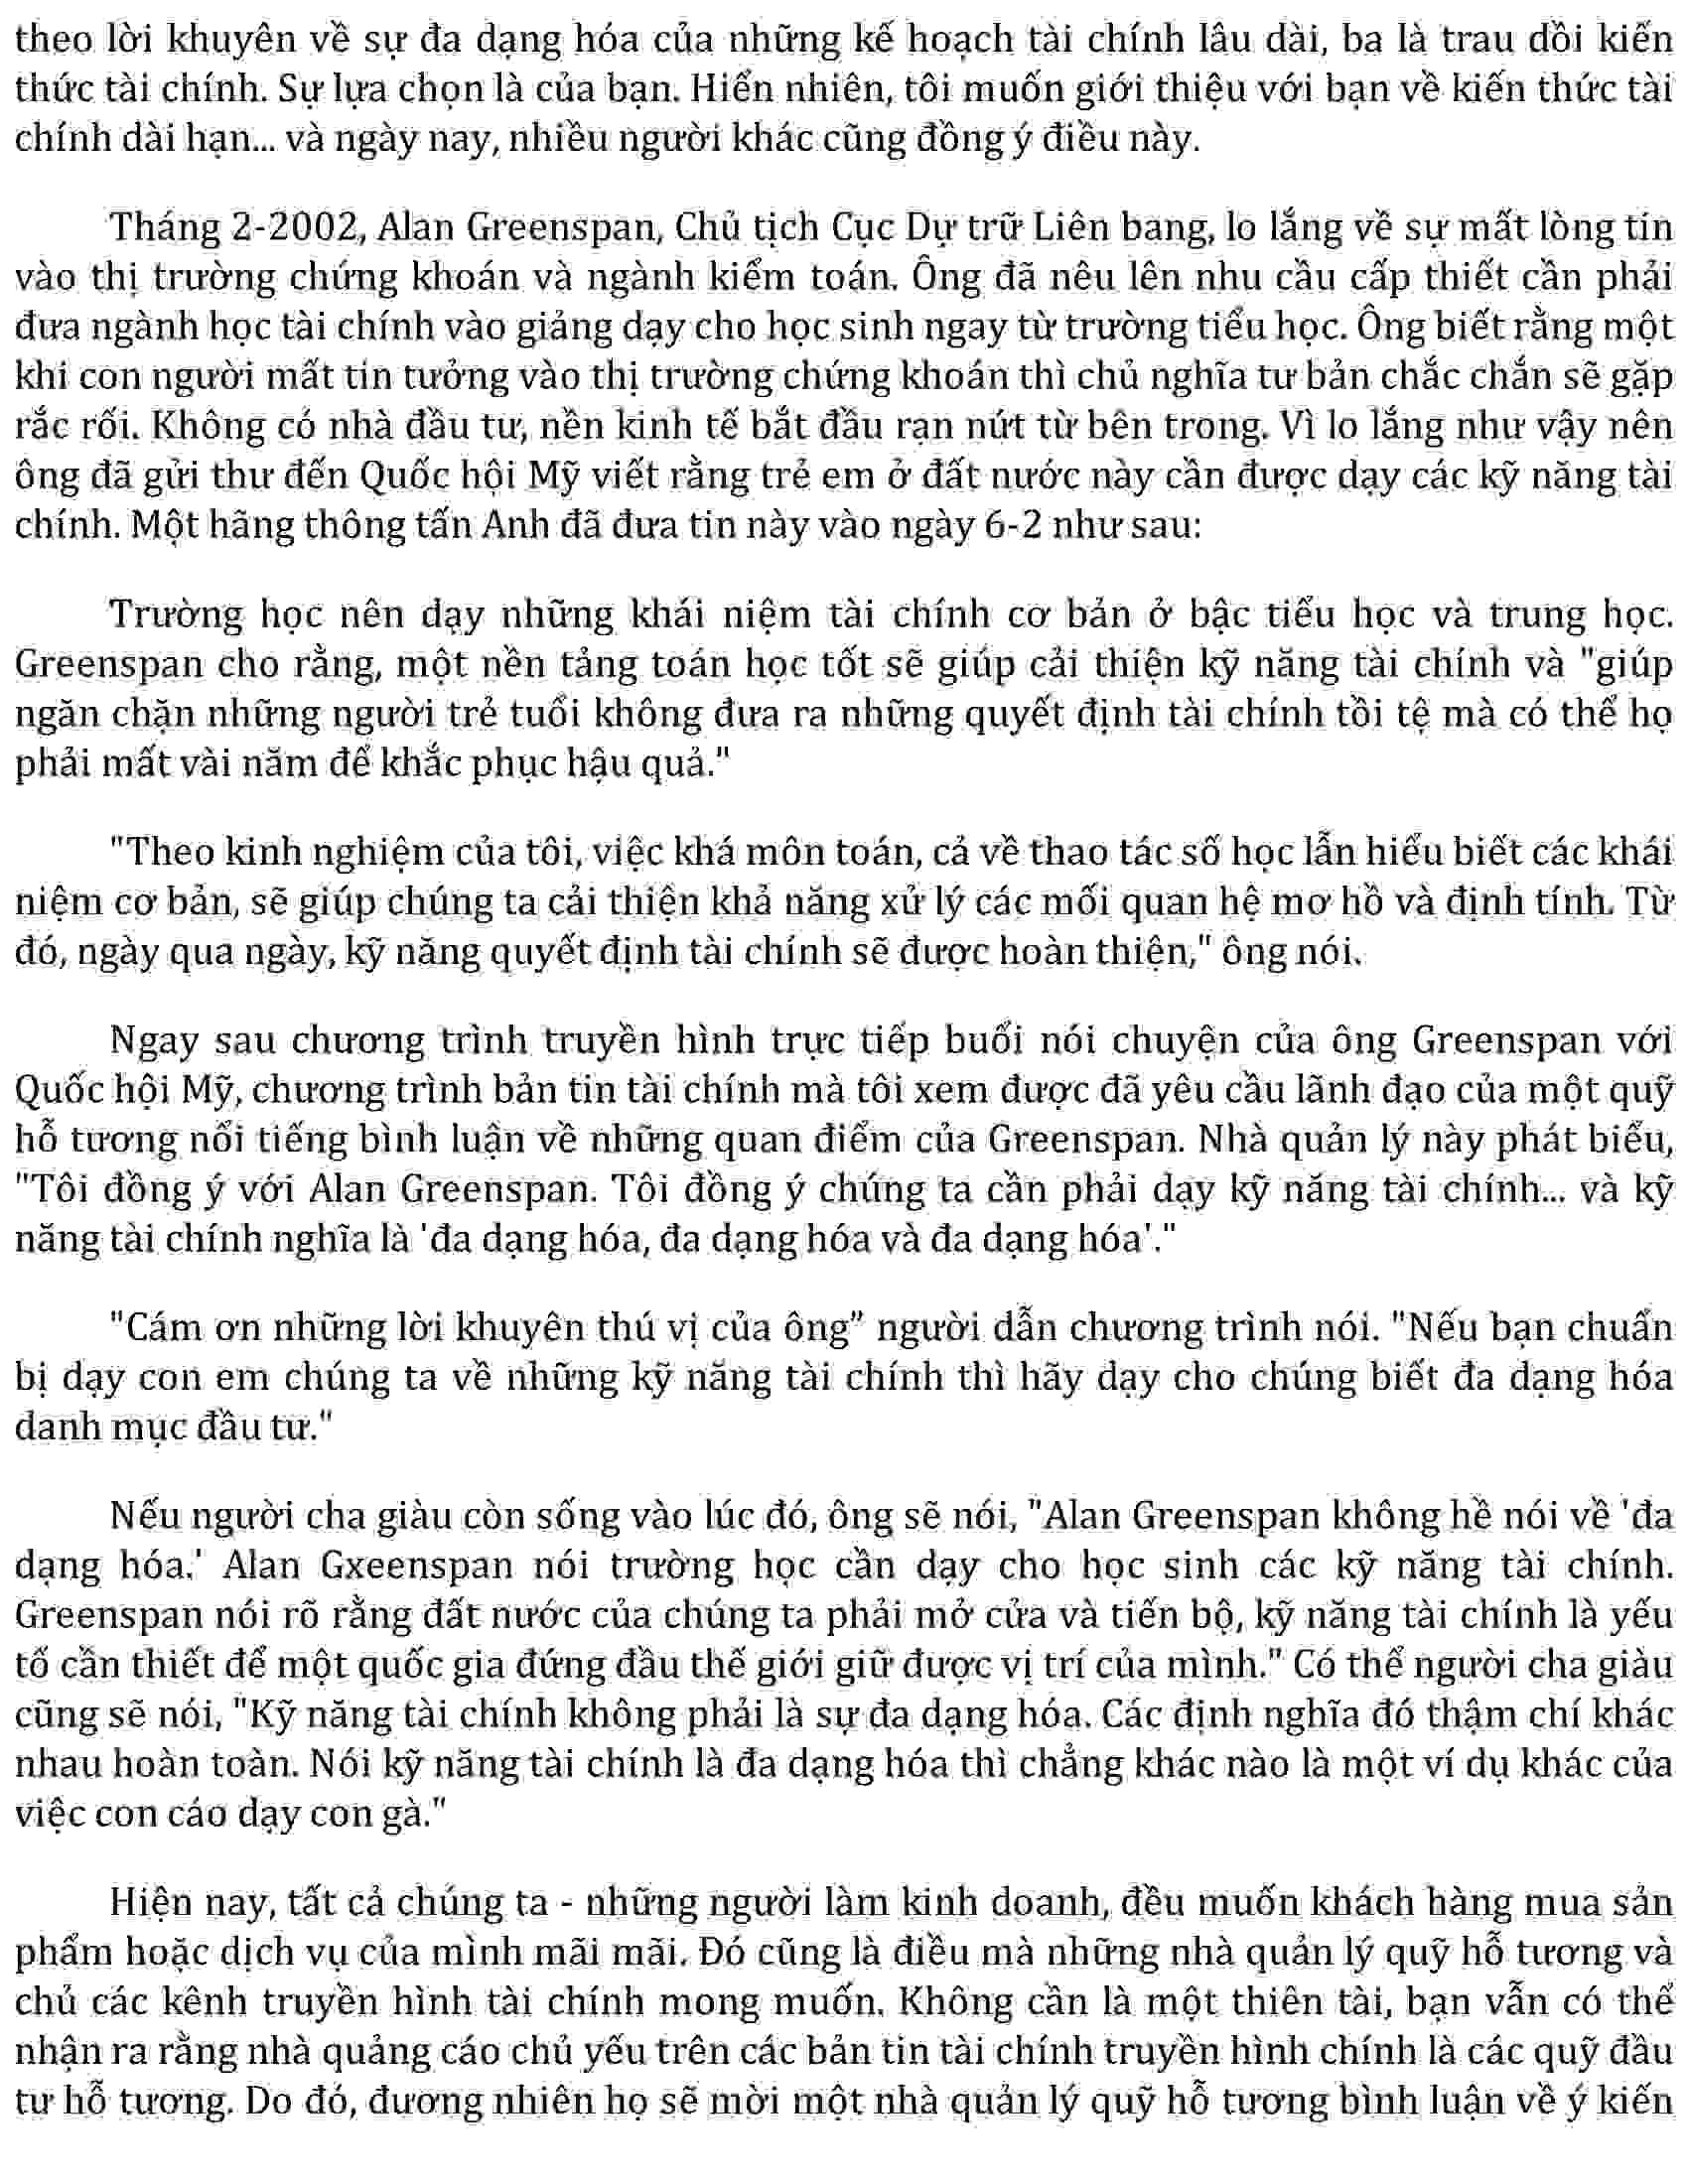 theo lời khuyên về sự đa dạng hóa của những kế hoạch tài chính lâu dài, ba là trau dồi kiến
thức tài chính. Sự lựa chọn là của bạn. Hiển nhiên, tôi muốn giới thiệu với bạn về kiến thức tài
chính dài hạn... và ngày nay, nhiều người khác cũng đồng ý điều này.
Tháng 2-2002, Alan Greenspan, Chủ tịch Cục Dự trữ Liên bang, lo lắng về sự mất lòng tin
vào thị trường chứng khoán và ngành kiểm toán. Ông đã nêu lên nhu cầu cấp thiết cần phải
đưa ngành học tài chính vào giảng dạy cho học sinh ngay từ trường tiểu học. Ông biết rằng một
khi con người mất tin tưởng vào thị trường chứng khoán thì chủ nghĩa tư bản chắc chắn sẽ gặp
rắc rối. Không có nhà đầu tư, nền kinh tế bắt đầu rạn nứt từ bên trong. Vì lo lắng như vậy nên
ông đã gửi thư đến Quốc hội Mỹ viết rằng trẻ em ở đất nước này cần được dạy các kỹ năng tài
chính. Một hãng thông tấn Anh đã đưa tin này vào ngày 6-2 như sau:
Trường học nên dạy những khái niệm tài chính cơ bản ở bậc tiểu học và trung học.
Greenspan cho rằng, một nền tảng toán học tốt sẽ giúp cải thiện kỹ năng tài chính và "giúp
ngăn chặn những người trẻ tuổi không đưa ra những quyết định tài chính tồi tệ mà có thể họ
phải mất vài năm để khắc phục hậu quả."
"Theo kinh nghiệm của tôi, việc khá môn toán, cả về thao tác số học lẫn hiểu biết các khái
niệm cơ bản, sẽ giúp chúng ta cải thiện khả năng xử lý các mối quan hệ mơ hồ và định tính. Từ
đó, ngày qua ngày, kỹ năng quyết định tài chính sẽ được hoàn thiện," ông nói.
Ngay sau chương trình truyền hình trực tiếp buổi nói chuyện của ông Greenspan với
Quốc hội Mỹ, chương trình bản tin tài chính mà tôi xem được đã yêu cầu lãnh đạo của một quỹ
hỗ tương nổi tiếng bình luận về những quan điểm của Greenspan. Nhà quản lý này phát biểu,
"Tôi đồng ý với Alan Greenspan. Tôi đồng ý chúng ta cần phải dạy kỹ năng tài chính... và kỹ
năng tài chính nghĩa là 'đa dạng hóa, đa dạng hóa và đa dạng hóa'."
"Cám ơn những lời khuyên thú vị của ông" người dẫn chương trình nói. "Nếu bạn chuẩn
bị dạy con em chúng ta về những kỹ năng tài chính thì hãy dạy cho chúng biết đa dạng hóa
danh mục đầu tư."
Nếu người cha giàu còn sống vào lúc đó, ông sẽ nói, "Alan Greenspan không hề nói về 'đa
dạng hóa.' Alan Gxeenspan nói trường học cần dạy cho học sinh các kỹ năng tài chính.
Greenspan nói rõ rằng đất nước của chúng ta phải mở cửa và tiến bộ, kỹ năng tài chính là yếu
tố cần thiết để một quốc gia đứng đầu thế giới giữ được vị trí của mình." Có thể người cha giàu
cũng sẽ nói, "Kỹ năng tài chính không phải là sự đa dạng hóa. Các định nghĩa đó thậm chí khác
nhau hoàn toàn. Nói kỹ năng tài chính là đa dạng hóa thì chẳng khác nào là một ví dụ khác của
việc con cáo dạy con gà."
Hiện nay, tất cả chúng ta - những người làm kinh doanh, đều muốn khách hàng mua sản
phẩm hoặc dịch vụ của mình mãi mãi. Đó cũng là điều mà những nhà quản lý quỹ hỗ tương và
chủ các kênh truyền hình tài chính mong muốn. Không cần là một thiên tài, bạn vẫn có thể
nhận ra rằng nhà quảng cáo chủ yếu trên các bản tin tài chính truyền hình chính là các quỹ đầu
tư hỗ tương. Do đó, đương nhiên họ sẽ mời một nhà quản lý quỹ hỗ tương bình luận về ý kiến